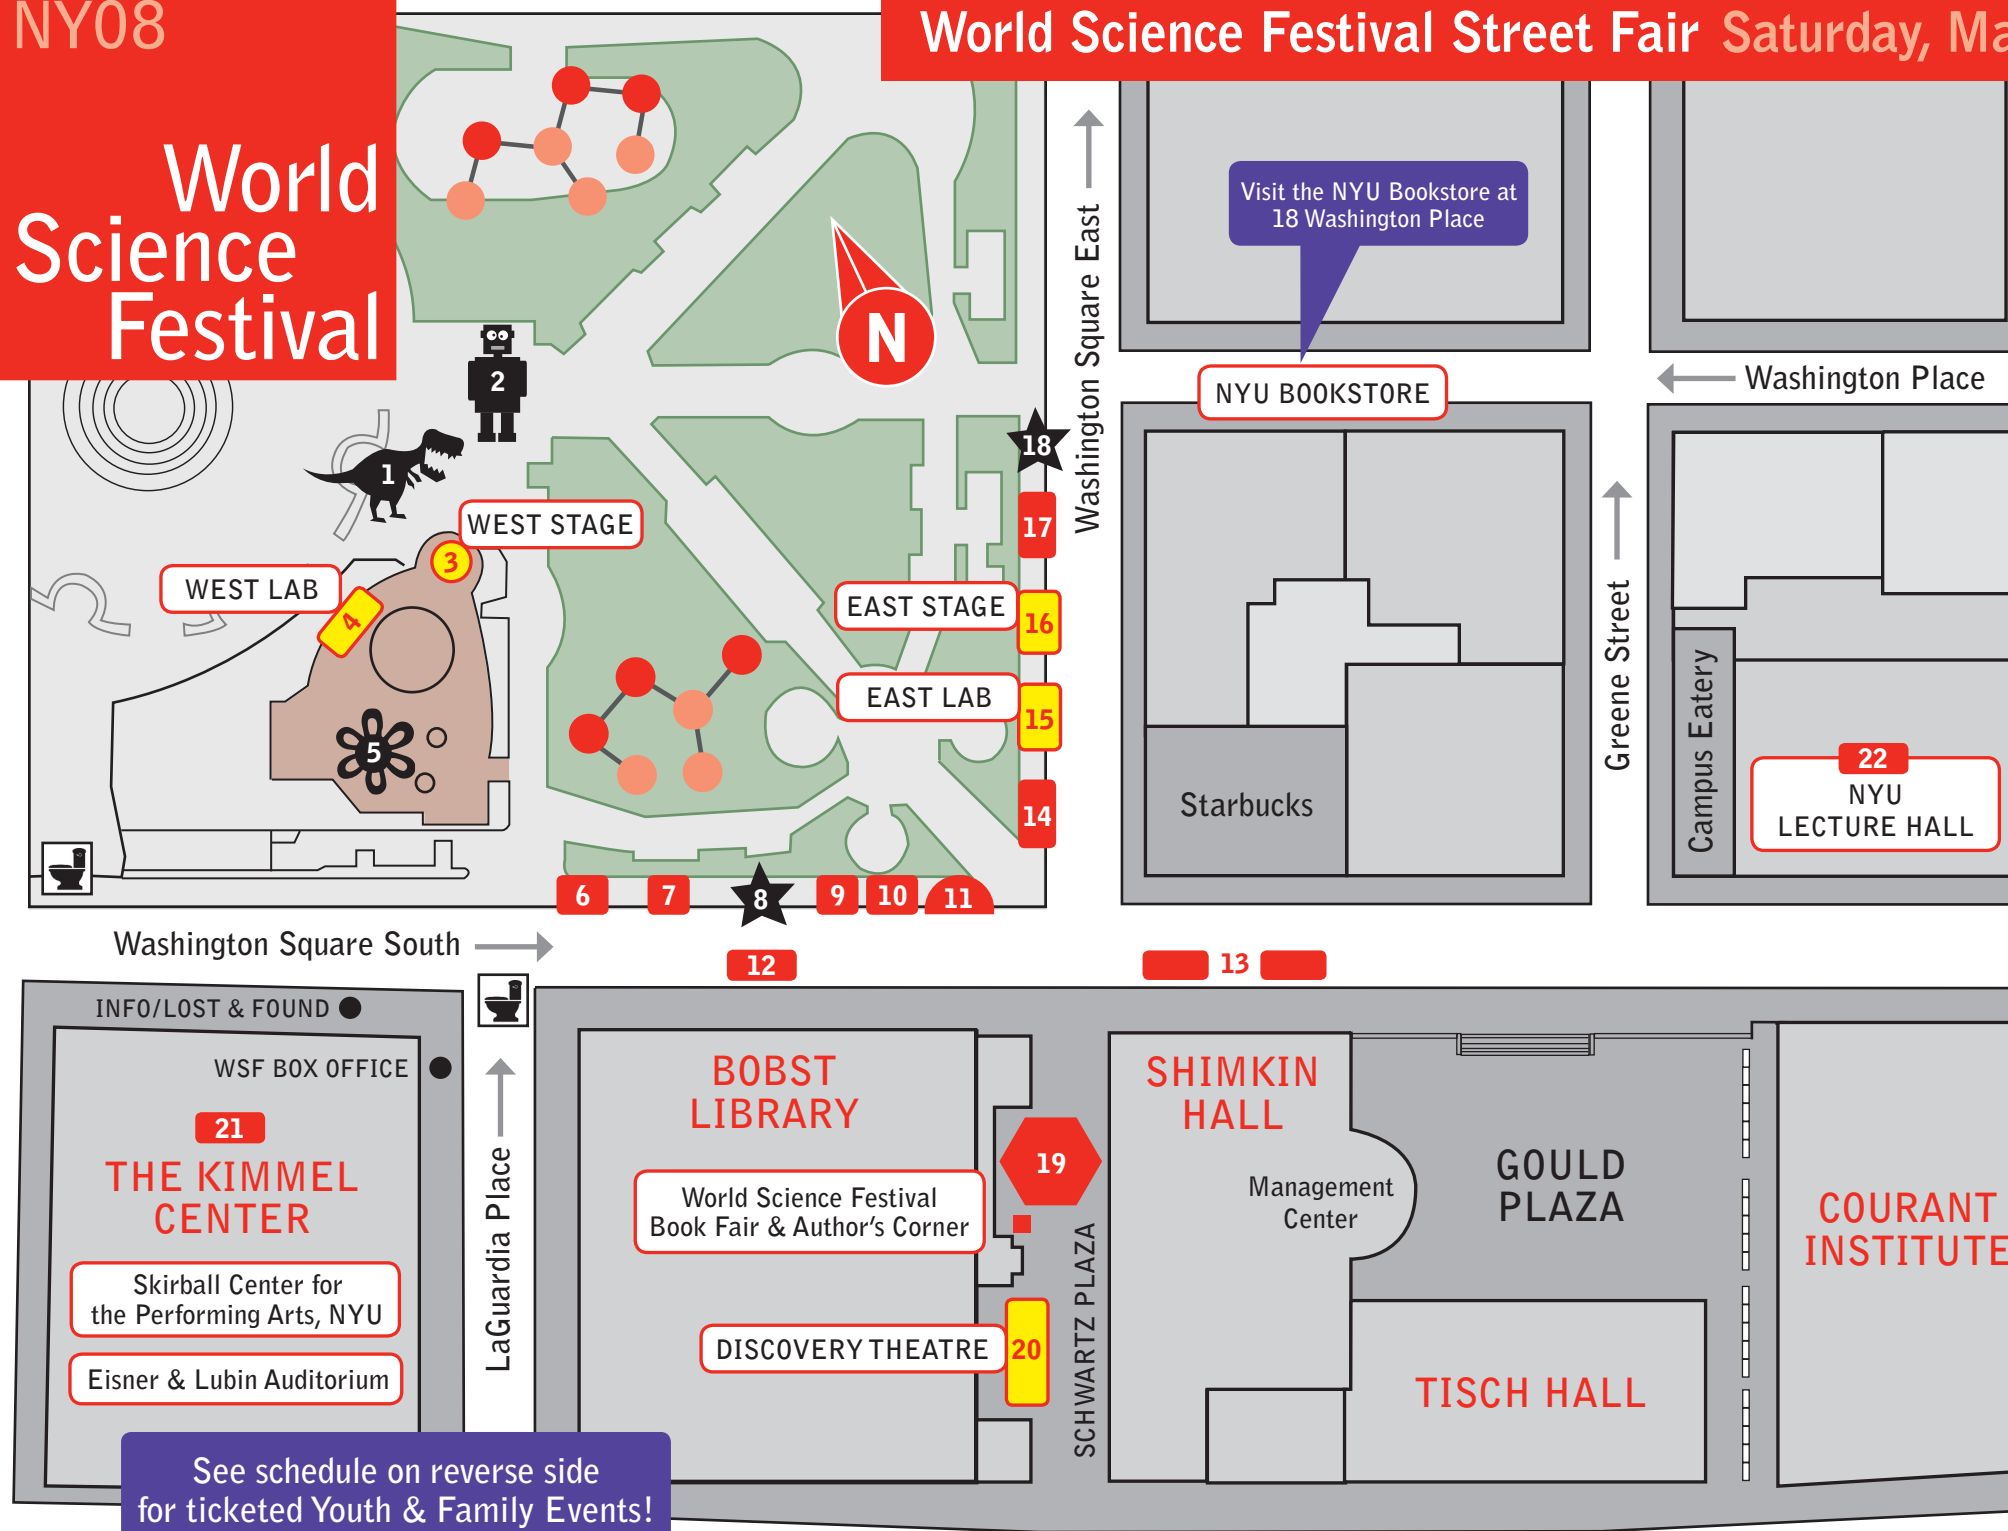 NY08
World Science Festival Street Fair Saturday, Ma
World
Science
Festival
Visit the NYU Bookstore at
18 Washington Place
N
Washington Square East
NYU BOOKSTORE
Washington Place
2
1
18
17
WEST STAGE
3
WEST LAB
4
EAST STAGE
16
EAST LAB
15
5
14
Greene Street
Starbucks
Campus Eatery
22
NYU
LECTURE HALL
6
7
8
9
10
11
Washington Square South
12
13
INFO/LOST & FOUND
WSF BOX OFFICE
21
THE KIMMEL
CENTER
Skirball Center for
the Performing Arts, NYU
Eisner & Lubin Auditorium
LaGuardia Place
BOBST
LIBRARY
World Science Festival
Book Fair & Author's Corner
DISCOVERY THEATRE
19
20
SCHWARTZ PLAZA
SHIMKIN
HALL
Management
Center
GOULD
PLAZA
TISCH HALL
COURANT
INSTITUTE
See schedule on reverse side
for ticketed Youth & Family Events!